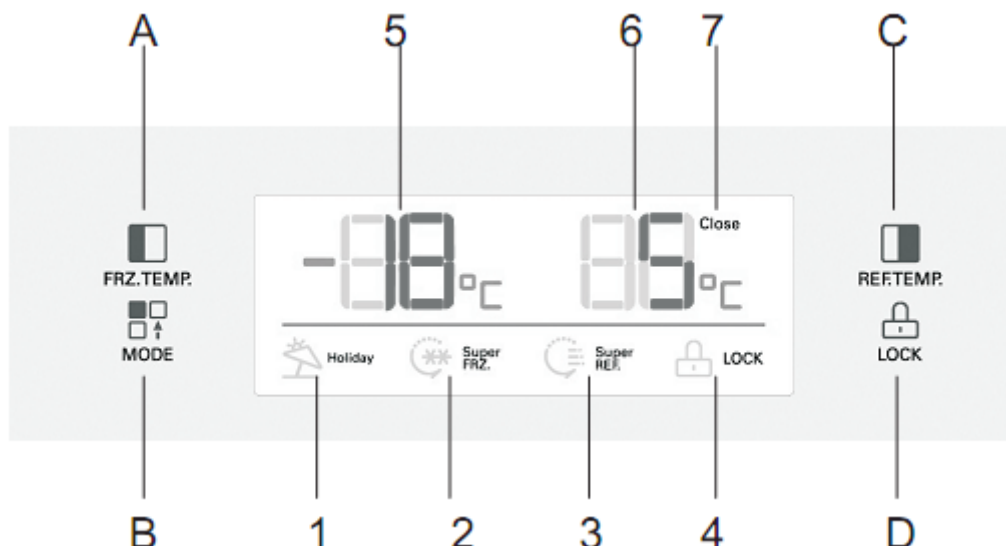 A 5 6 7 C
Close
-18°C 5°C
FRZ.TEMP. REF.TEMP.
MODE Holiday Super FRZ. Super REF. LOCK LOCK
B 1 2 3 4 D